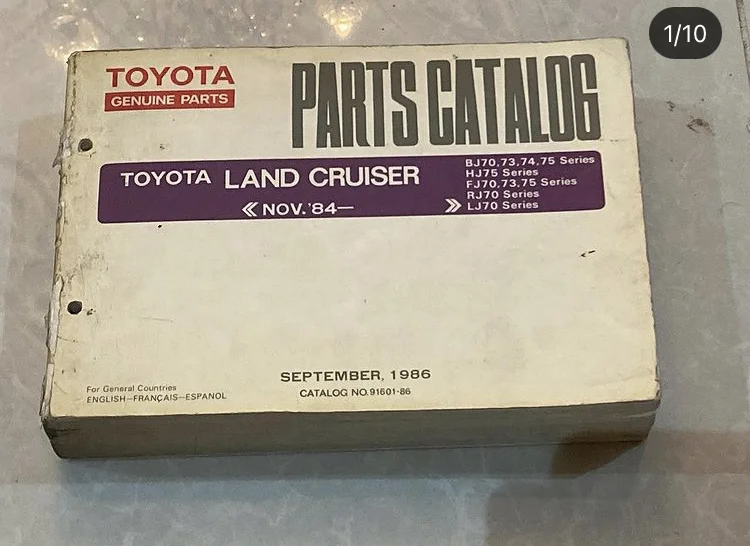 1/10
TOYOTA
GENUINE PARTS
PARTS CATALOG
TOYOTA LAND CRUISER
≪ NOV.'84— ≫
BJ70,73,74,75 Series
HJ75 Series
FJ70,73,75 Series
RJ70 Series
LJ70 Series
SEPTEMBER, 1986
CATALOG NO.91601-86
For General Countries
ENGLISH—FRANÇAIS—ESPANOL